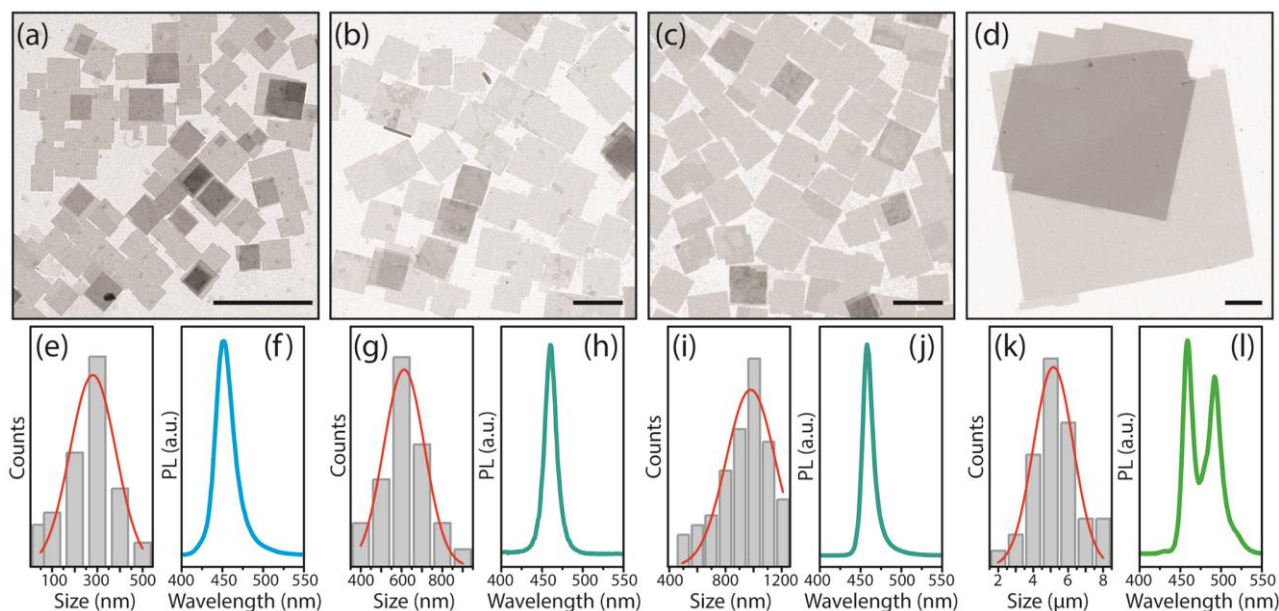 (a) (b) (c) (d)
(e) (f) (g) (h) (i) (j) (k) (l)
Counts PL (a.u.) Counts PL (a.u.) Counts PL (a.u.) Counts PL (a.u.)
100 300 500 400 450 500 550 400 600 800 400 450 500 550 400 800 1200 400 450 500 550 2 4 6 8 400 450 500 550
Size (nm) Wavelength (nm) Size (nm) Wavelength (nm) Size (nm) Wavelength (nm) Size (μm) Wavelength (nm)